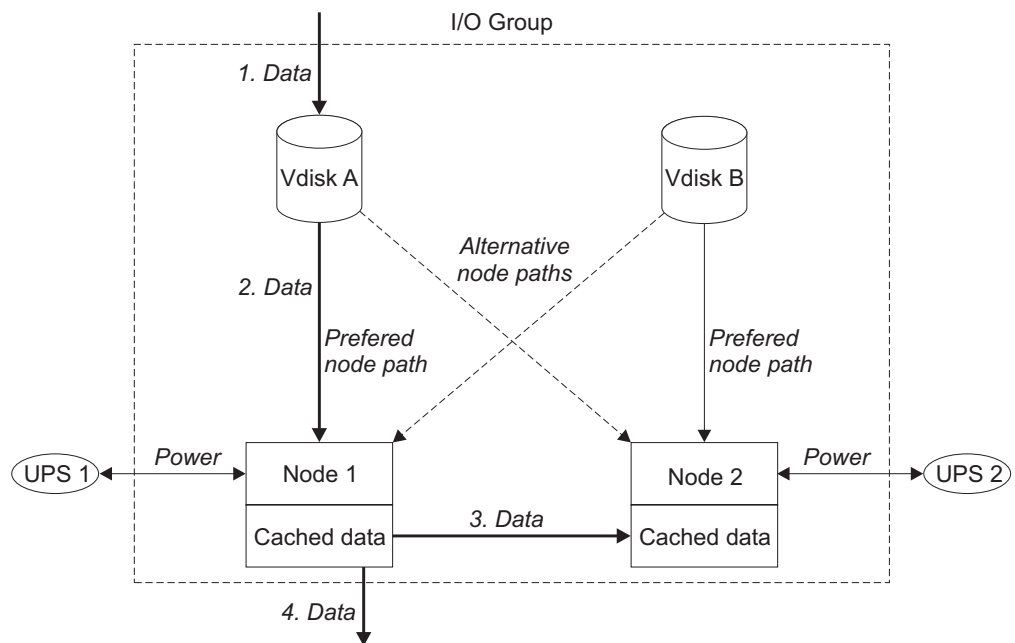 I/O Group
1. Data
Vdisk A
Vdisk B
Alternative
node paths
2. Data
Prefered
node path
Prefered
node path
UPS 1
Power
Node 1
Node 2
Power
UPS 2
Cached data
3. Data
Cached data
4. Data